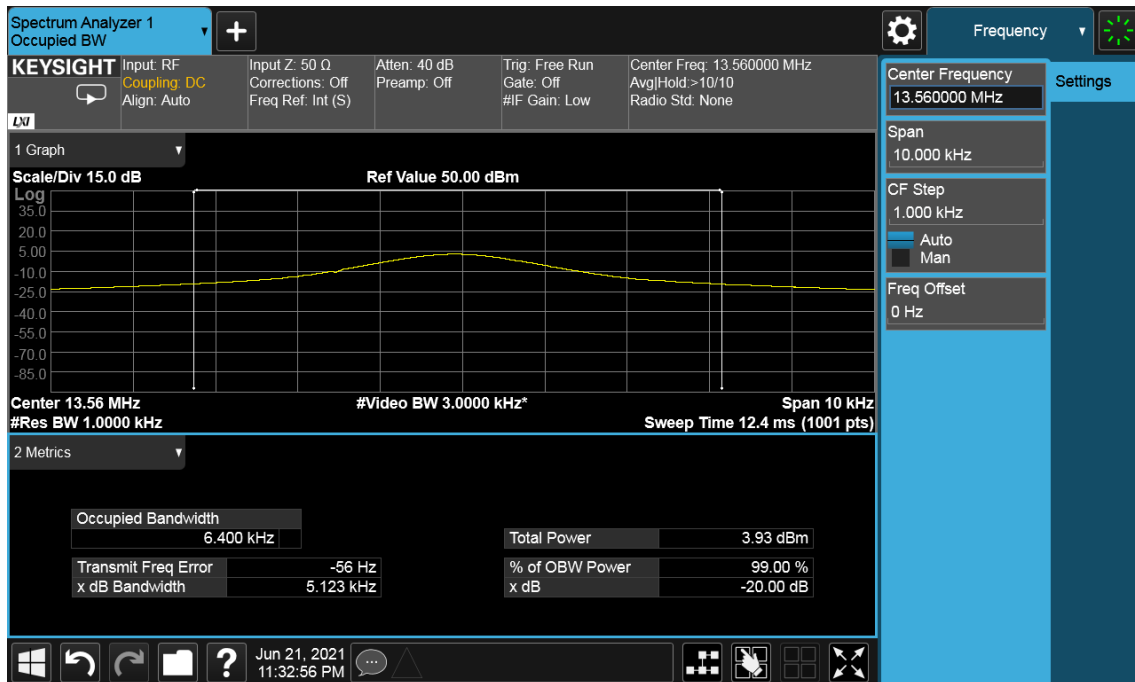 Spectrum Analyzer 1
Occupied BW
Frequency
KEYSIGHT
LXI
Input: RF
Coupling: DC
Align: Auto
Input Z: 50 Ω
Corrections: Off
Freq Ref: Int (S)
Atten: 40 dB
Preamp: Off
Trig: Free Run
Gate: Off
#IF Gain: Low
Center Freq: 13.560000 MHz
Avg|Hold:>10/10
Radio Std: None
Center Frequency
13.560000 MHz
Settings
Span
10.000 kHz
CF Step
1.000 kHz
Auto
Man
Freq Offset
0 Hz
1 Graph
Scale/Div 15.0 dB
Ref Value 50.00 dBm
Log
35.0
20.0
5.00
-10.0
-25.0
-40.0
-55.0
-70.0
-85.0
Center 13.56 MHz
#Video BW 3.0000 kHz*
Span 10 kHz
#Res BW 1.0000 kHz
Sweep Time 12.4 ms (1001 pts)
2 Metrics
Occupied Bandwidth
6.400 kHz
Total Power 3.93 dBm
Transmit Freq Error -56 Hz
% of OBW Power 99.00 %
x dB Bandwidth 5.123 kHz
x dB -20.00 dB
?
Jun 21, 2021
11:32:56 PM